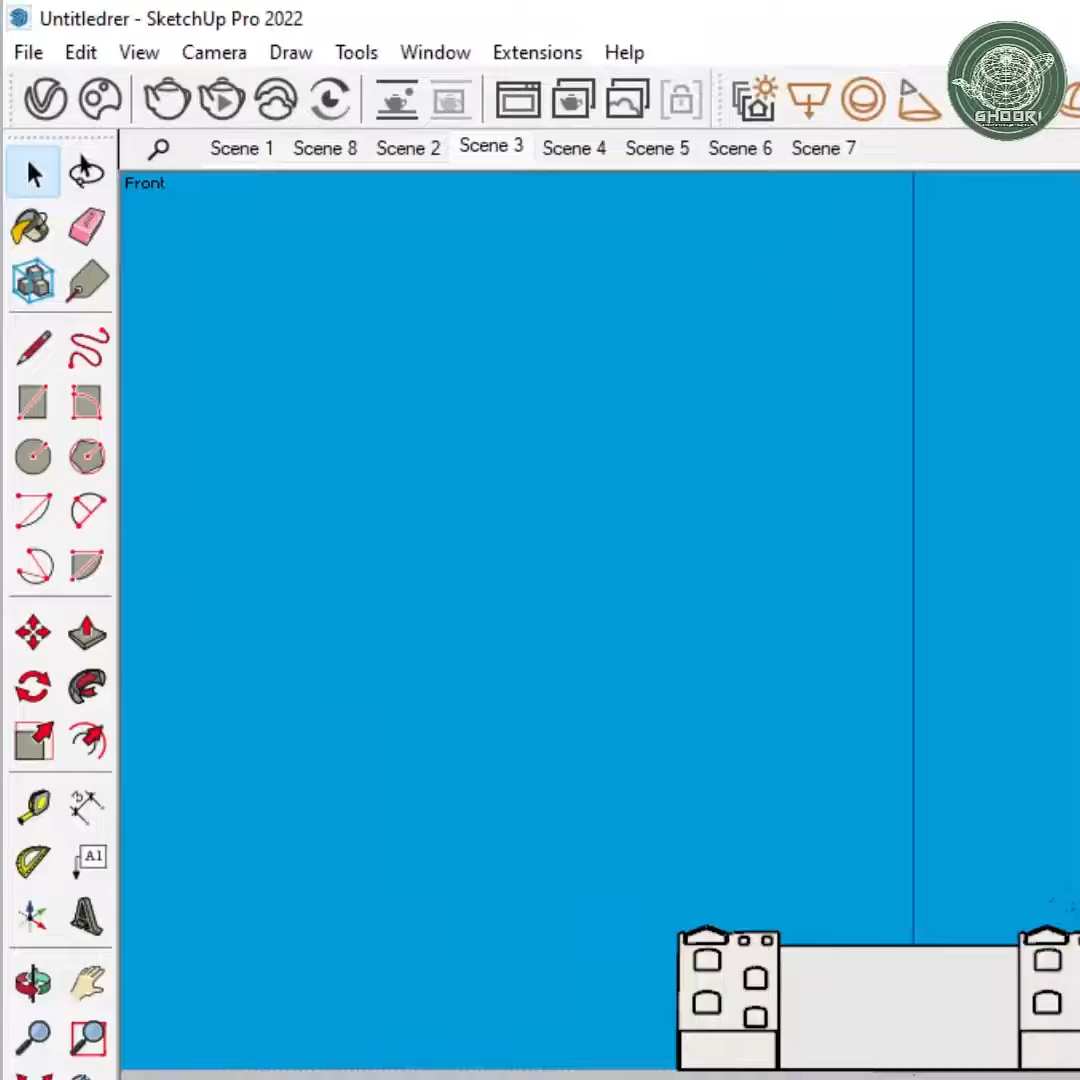 Untitledrer - SketchUp Pro 2022
File Edit View Camera Draw Tools Window Extensions Help
GHOORI
Scene 1 Scene 8 Scene 2 Scene 3 Scene 4 Scene 5 Scene 6 Scene 7
Front
A1